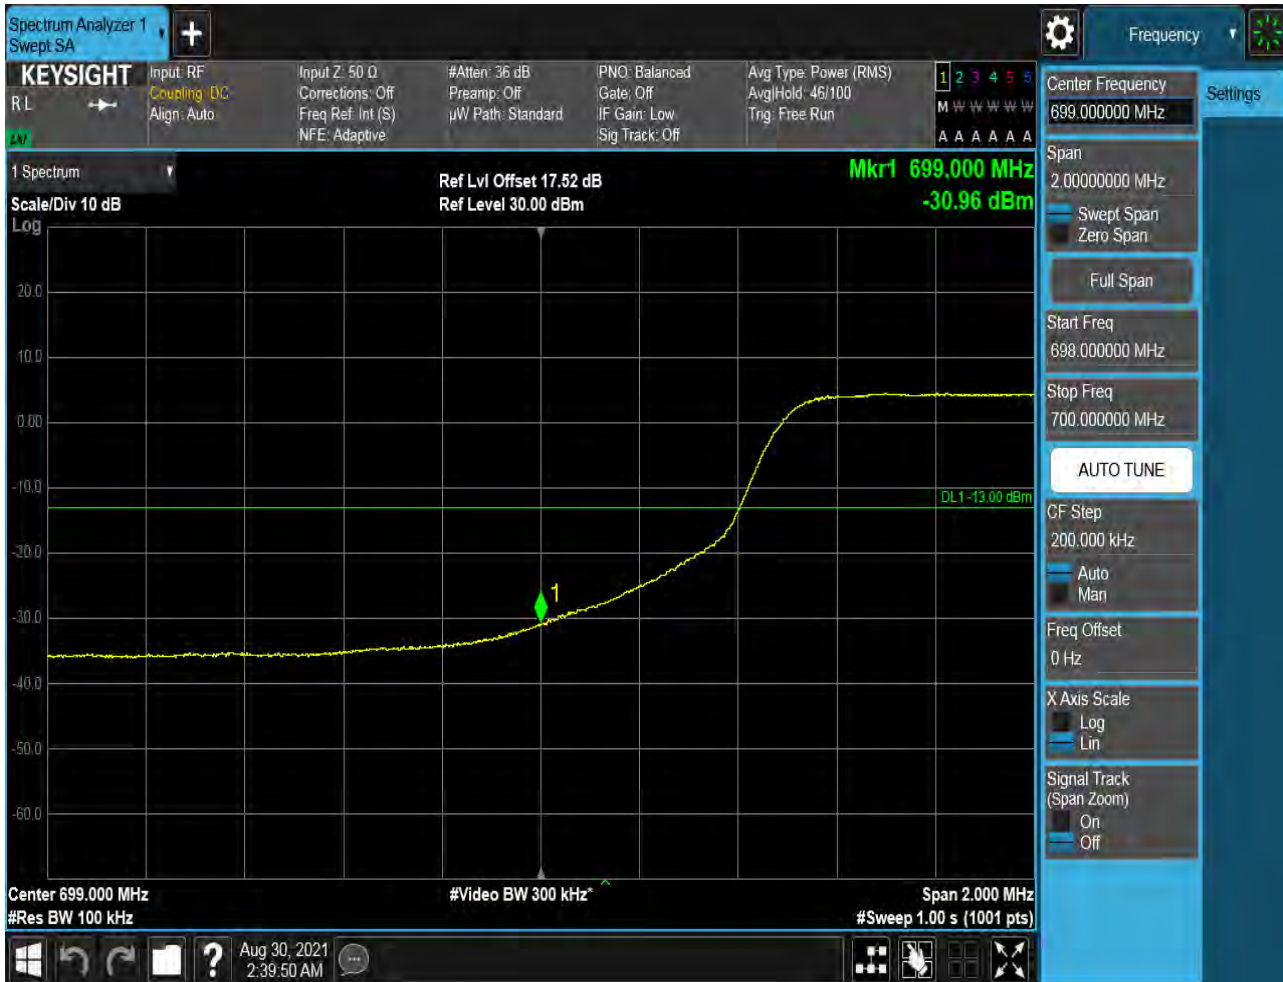 Spectrum Analyzer 1
Swept SA
Frequency
KEYSIGHT
R L
LXI
Input: RF
Coupling: DC
Align: Auto
Input Z: 50 Ω
Corrections: Off
Freq Ref: Int (S)
NFE: Adaptive
#Atten: 36 dB
Preamp: Off
µW Path: Standard
PNO: Balanced
Gate: Off
IF Gain: Low
Sig Track: Off
Avg Type: Power (RMS)
Avg|Hold: 46/100
Trig: Free Run
1 2 3 4 5 6
M W W W W W
A A A A A A
1 Spectrum
Scale/Div 10 dB
Ref Lvl Offset 17.52 dB
Ref Level 30.00 dBm
Mkr1 699.000 MHz
-30.96 dBm
Log
20.0
10.0
0.00
-10.0
DL1 -13.00 dBm
-20.0
1
-30.0
-40.0
-50.0
-60.0
Center 699.000 MHz
#Res BW 100 kHz
#Video BW 300 kHz*
Span 2.000 MHz
#Sweep 1.00 s (1001 pts)
Aug 30, 2021
2:39:50 AM
Center Frequency
699.000000 MHz
Settings
Span
2.00000000 MHz
Swept Span
Zero Span
Full Span
Start Freq
698.000000 MHz
Stop Freq
700.000000 MHz
AUTO TUNE
CF Step
200.000 kHz
Auto
Man
Freq Offset
0 Hz
X Axis Scale
Log
Lin
Signal Track
(Span Zoom)
On
Off